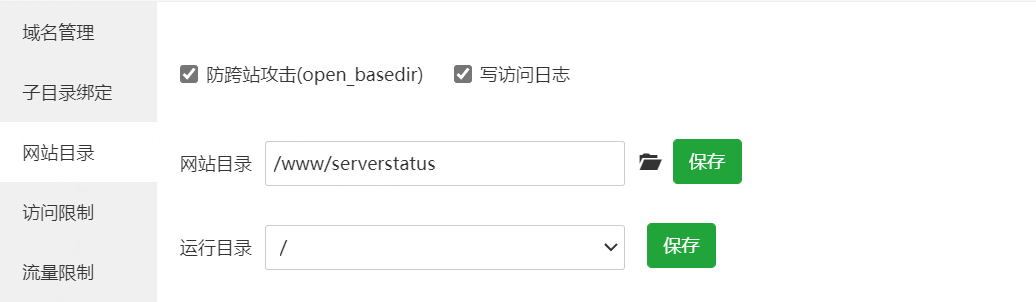 域名管理
子目录绑定
网站目录
访问限制
流量限制
防跨站攻击(open_basedir) 写访问日志
网站目录 /www/serverstatus 保存
运行目录 / 保存